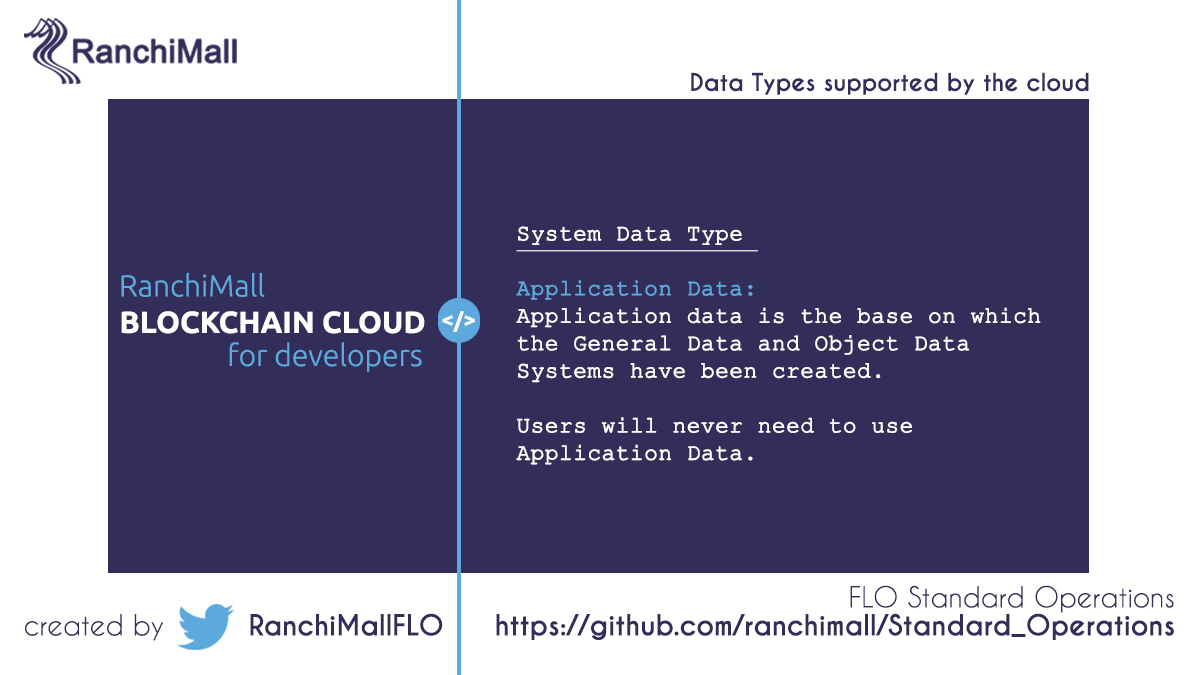 RanchiMall
Data Types supported by the cloud
RanchiMall
BLOCKCHAIN CLOUD
for developers
</>
System Data Type
Application Data:
Application data is the base on which
the General Data and Object Data
Systems have been created.
Users will never need to use
Application Data.
FLO Standard Operations
created by RanchiMallFLO
https://github.com/ranchimall/Standard_Operations